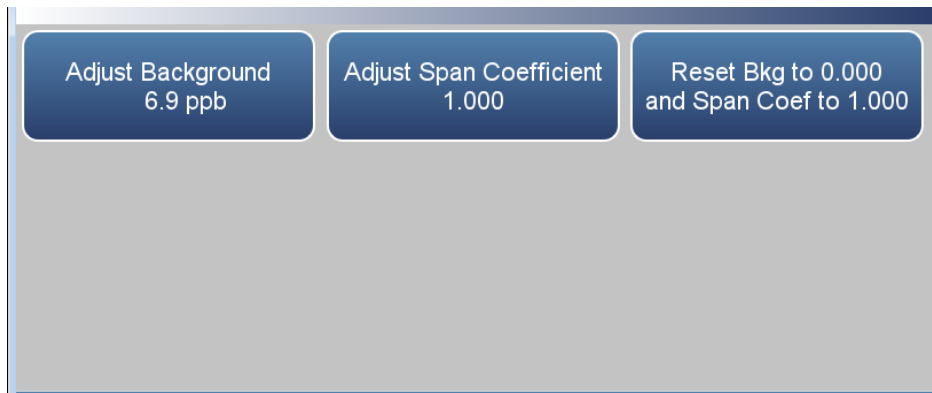 Adjust Background
6.9 ppb
Adjust Span Coefficient
1.000
Reset Bkg to 0.000
and Span Coef to 1.000